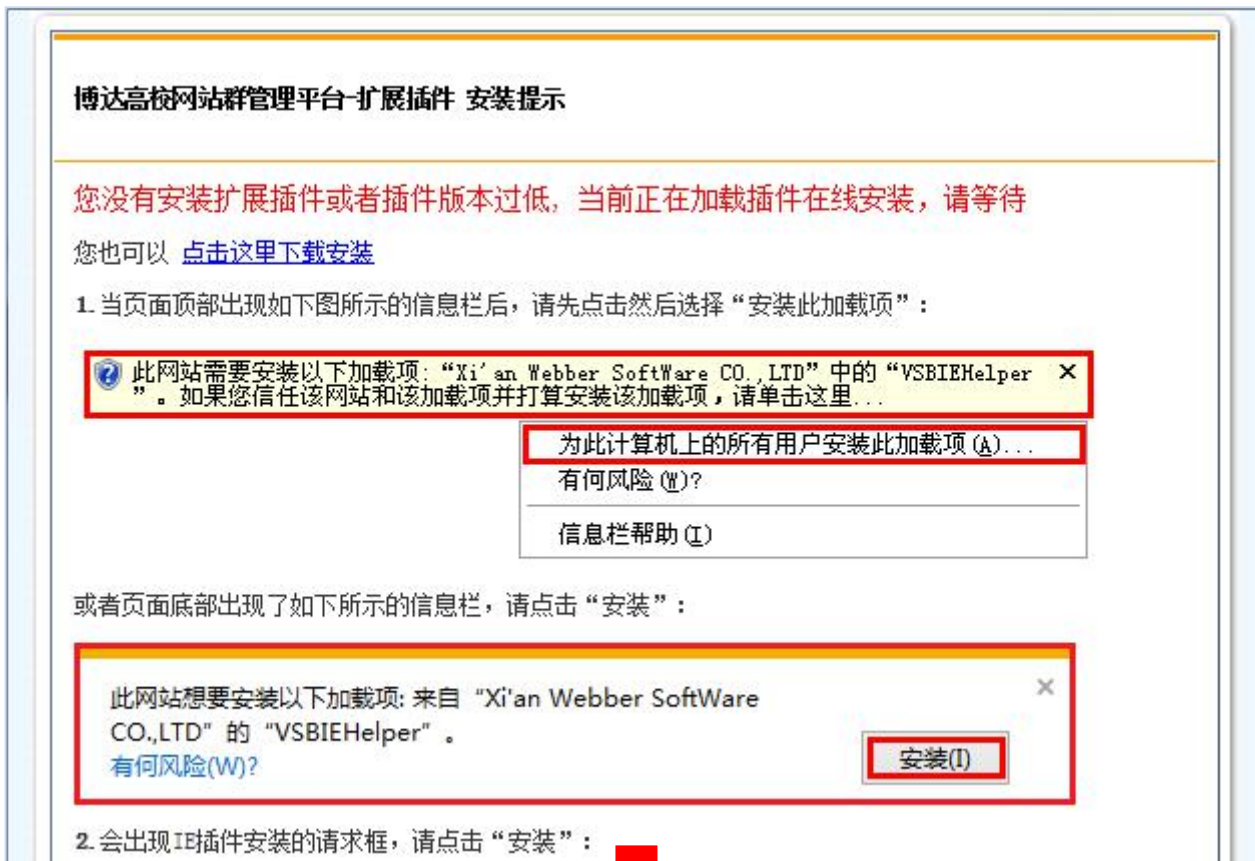 博达高校网站群管理平台-扩展插件 安装提示
您没有安装扩展插件或者插件版本过低，当前正在加载插件在线安装，请等待
您也可以 点击这里下载安装
1.当页面顶部出现如下图所示的信息栏后，请先点击然后选择“安装此加载项”：
此网站需要安装以下加载项：“Xi'an Webber SoftWare CO.,LTD”中的“VSBIEHelper
”。如果您信任该网站和该加载项并打算安装该加载项，请单击这里...
为此计算机上的所有用户安装此加载项(A)...
有何风险(W)?
信息栏帮助(I)
或者页面底部出现了如下所示的信息栏，请点击“安装”：
此网站想要安装以下加载项: 来自“Xi'an Webber SoftWare
CO.,LTD”的“VSBIEHelper”。
有何风险(W)?
安装(I)
2.会出现IE插件安装的请求框，请点击“安装”：